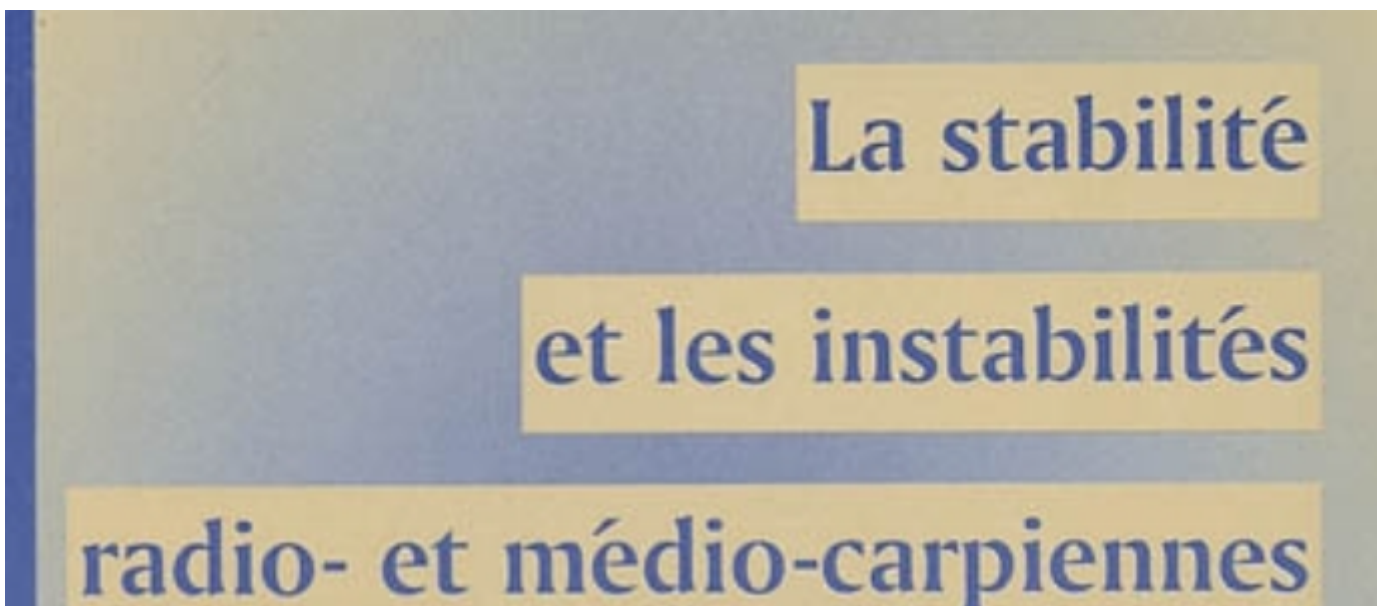 La stabilité
et les instabilités
radio- et médio-carpiennes